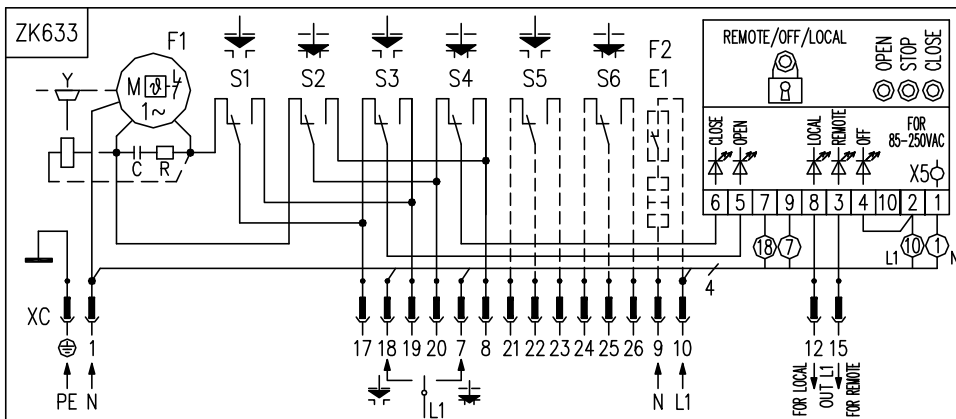 ZK633
F1
S1 S2 S3 S4 S5 S6
F2
E1
REMOTE/OFF/LOCAL
OPEN
STOP
CLOSE
Y
M ϑ
1~
C R
CLOSE
OPEN
LOCAL
REMOTE
OFF
FOR
85-250VAC
X5
6 5 7 9 8 3 4 10 2 1
18 7 10 1
L1 N
4
XC
1 17 18 19 20 7 8 21 22 23 24 25 26 9 10 12 15
PE N L1 N L1
FOR LOCAL
OUT L1
FOR REMOTE